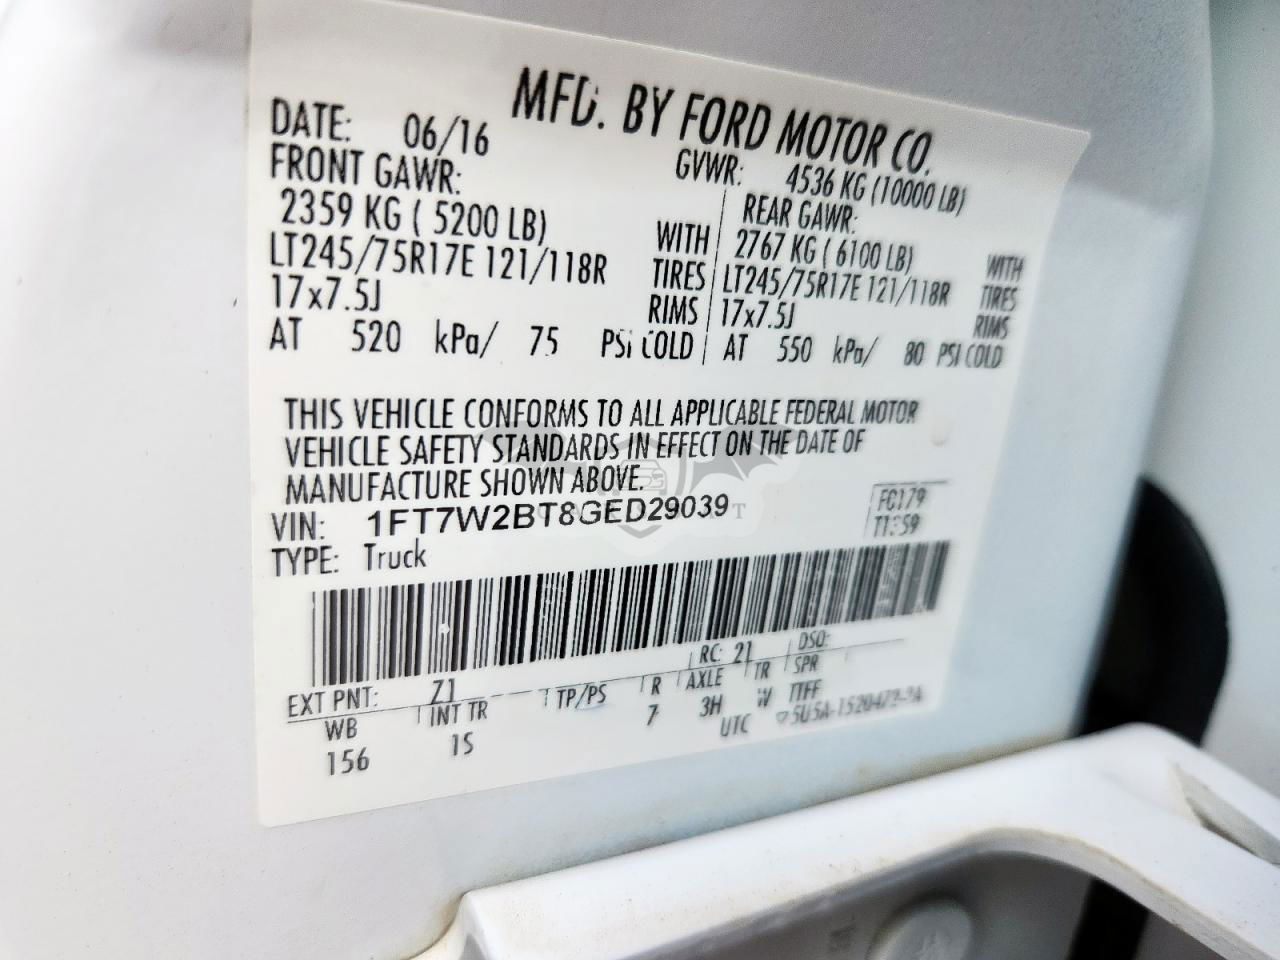 MFD. BY FORD MOTOR CO.
DATE: 06/16 GVWR: 4536 KG (10000 LB)
FRONT GAWR: REAR GAWR:
2359 KG ( 5200 LB) WITH 2767 KG ( 6100 LB) WITH
LT245/75R17E 121/118R TIRES LT245/75R17E 121/118R TIRES
17x7.5J RIMS 17x7.5J RIMS
AT 520 kPa/ 75 PSI COLD AT 550 kPa/ 80 PSI COLD
THIS VEHICLE CONFORMS TO ALL APPLICABLE FEDERAL MOTOR
VEHICLE SAFETY STANDARDS IN EFFECT ON THE DATE OF
MANUFACTURE SHOWN ABOVE.
VIN: 1FT7W2BT8GED29039 FC179
TYPE: Truck
EXT PNT: Z1 RC: 21 DSO:
WB INT TR TP/PS R AXLE TR SPR
156 1S 7 3H W TTFF
UTC